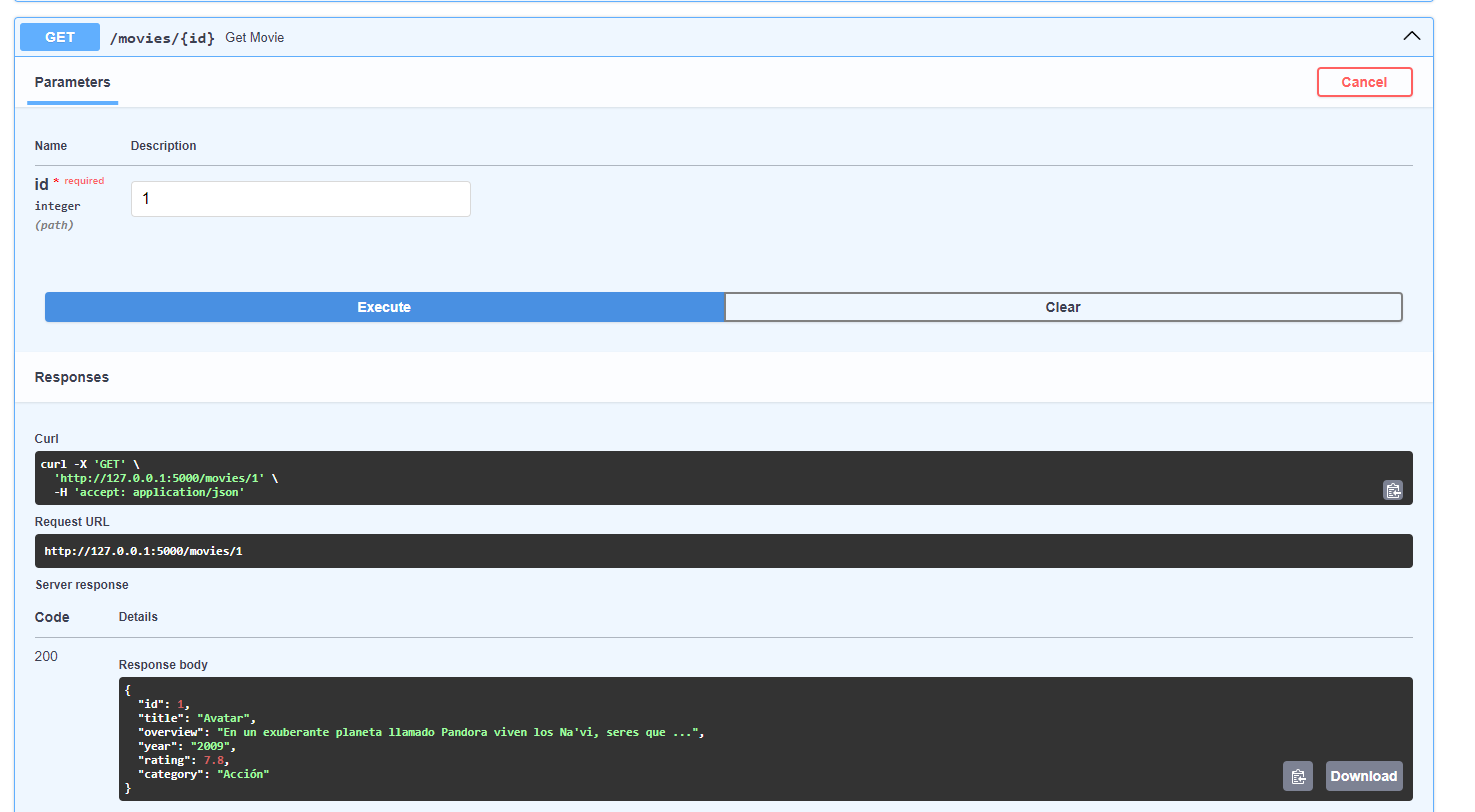 GET /movies/{id} Get Movie
Parameters
Cancel
Name Description
id * required
integer
(path)
1
Execute Clear
Responses
Curl
curl -X 'GET' \
  'http://127.0.0.1:5000/movies/1' \
  -H 'accept: application/json'
Request URL
http://127.0.0.1:5000/movies/1
Server response
Code Details
200
Response body
{
  "id": 1,
  "title": "Avatar",
  "overview": "En un exuberante planeta llamado Pandora viven los Na'vi, seres que ...",
  "year": "2009",
  "rating": 7.8,
  "category": "Acción"
}
Download